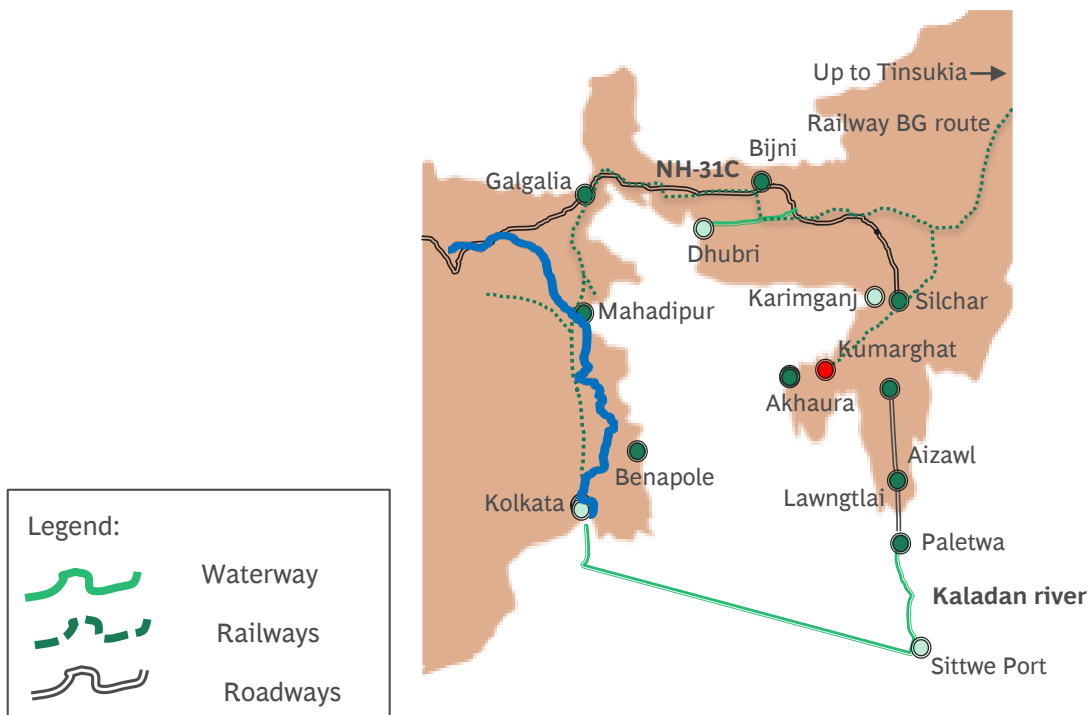 Up to Tinsukia
Railway BG route
Bijni
NH-31C
Galgalia
Dhubri
Karimganj
Silchar
Mahadipur
Kumarghat
Akhaura
Benapole
Aizawl
Lawngtlai
Kolkata
Paletwa
Kaladan river
Sittwe Port
Legend:
Waterway
Railways
Roadways